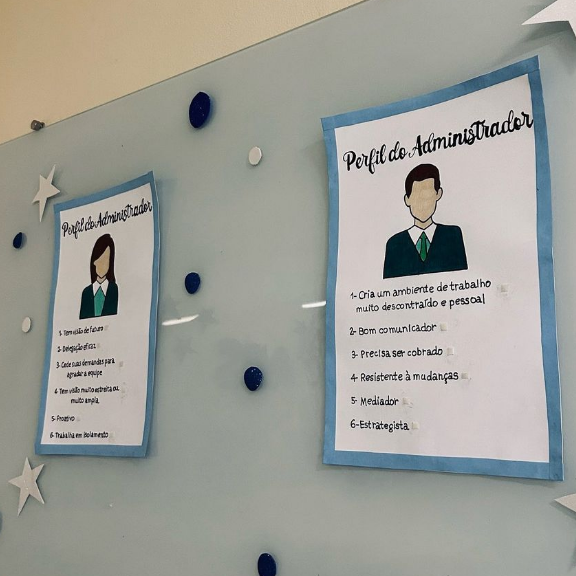 Perfil do Administrador
1- Tem visão de futuro
2- Delegação eficaz
3- Cede suas demandas para
agradar a equipe
4- Tem visão muito estreita ou
muito ampla
5- Proativo
6- Trabalha em isolamento
Perfil do Administrador
1- Cria um ambiente de trabalho
muito descontraído e pessoal
2- Bom comunicador
3- Precisa ser cobrado
4- Resistente à mudanças
5- Mediador
6-Estrategista